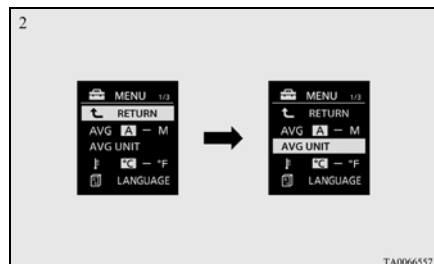 2
MENU 1/3
RETURN
AVG A – M
AVG UNIT
°C – °F
LANGUAGE
MENU 1/3
RETURN
AVG A – M
AVG UNIT
°C – °F
LANGUAGE
TA0066557